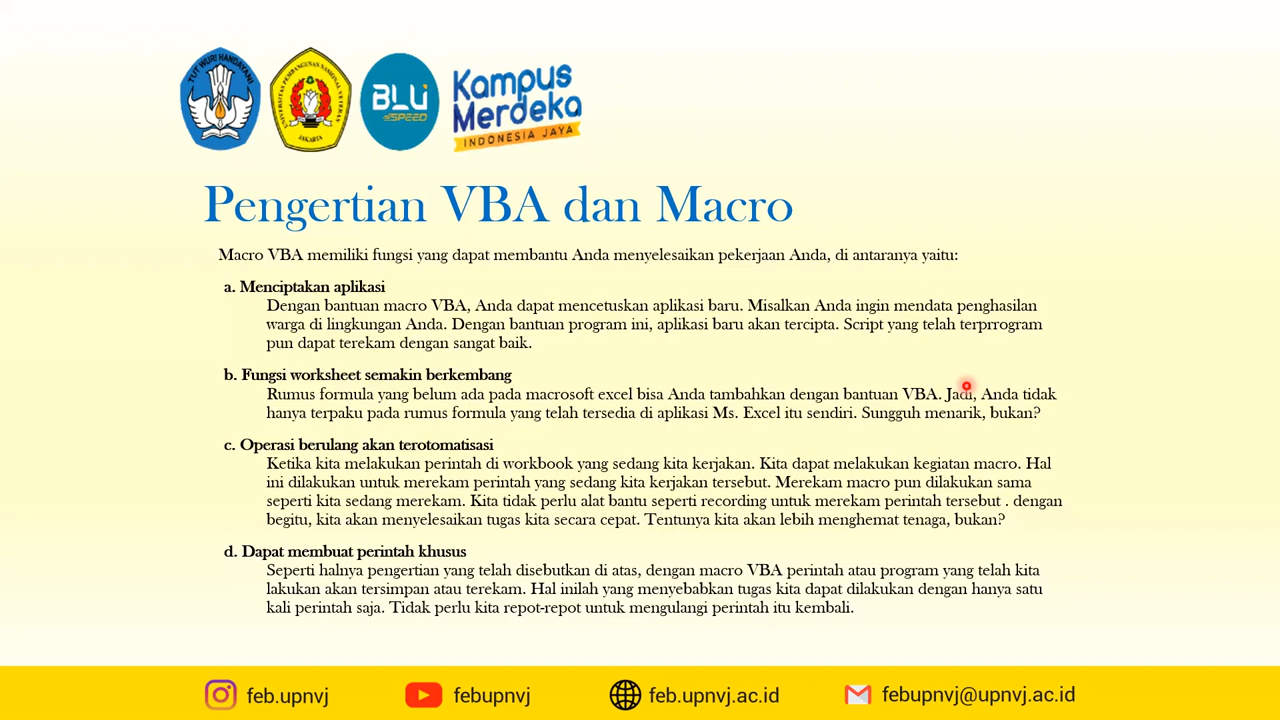 TUT WURI HANDAYANI
UNIVERSITAS PEMBANGUNAN NASIONAL VETERAN
JAKARTA
BLU
SPEED
Kampus
Merdeka
INDONESIA JAYA
Pengertian VBA dan Macro
Macro VBA memiliki fungsi yang dapat membantu Anda menyelesaikan pekerjaan Anda, di antaranya yaitu:
a. Menciptakan aplikasi
Dengan bantuan macro VBA, Anda dapat mencetuskan aplikasi baru. Misalkan Anda ingin mendata penghasilan
warga di lingkungan Anda. Dengan bantuan program ini, aplikasi baru akan tercipta. Script yang telah terprrogram
pun dapat terekam dengan sangat baik.
b. Fungsi worksheet semakin berkembang
Rumus formula yang belum ada pada macrosoft excel bisa Anda tambahkan dengan bantuan VBA. Jadi, Anda tidak
hanya terpaku pada rumus formula yang telah tersedia di aplikasi Ms. Excel itu sendiri. Sungguh menarik, bukan?
c. Operasi berulang akan terotomatisasi
Ketika kita melakukan perintah di workbook yang sedang kita kerjakan. Kita dapat melakukan kegiatan macro. Hal
ini dilakukan untuk merekam perintah yang sedang kita kerjakan tersebut. Merekam macro pun dilakukan sama
seperti kita sedang merekam. Kita tidak perlu alat bantu seperti recording untuk merekam perintah tersebut . dengan
begitu, kita akan menyelesaikan tugas kita secara cepat. Tentunya kita akan lebih menghemat tenaga, bukan?
d. Dapat membuat perintah khusus
Seperti halnya pengertian yang telah disebutkan di atas, dengan macro VBA perintah atau program yang telah kita
lakukan akan tersimpan atau terekam. Hal inilah yang menyebabkan tugas kita dapat dilakukan dengan hanya satu
kali perintah saja. Tidak perlu kita repot-repot untuk mengulangi perintah itu kembali.
feb.upnvj
febupnvj
feb.upnvj.ac.id
febupnvj@upnvj.ac.id